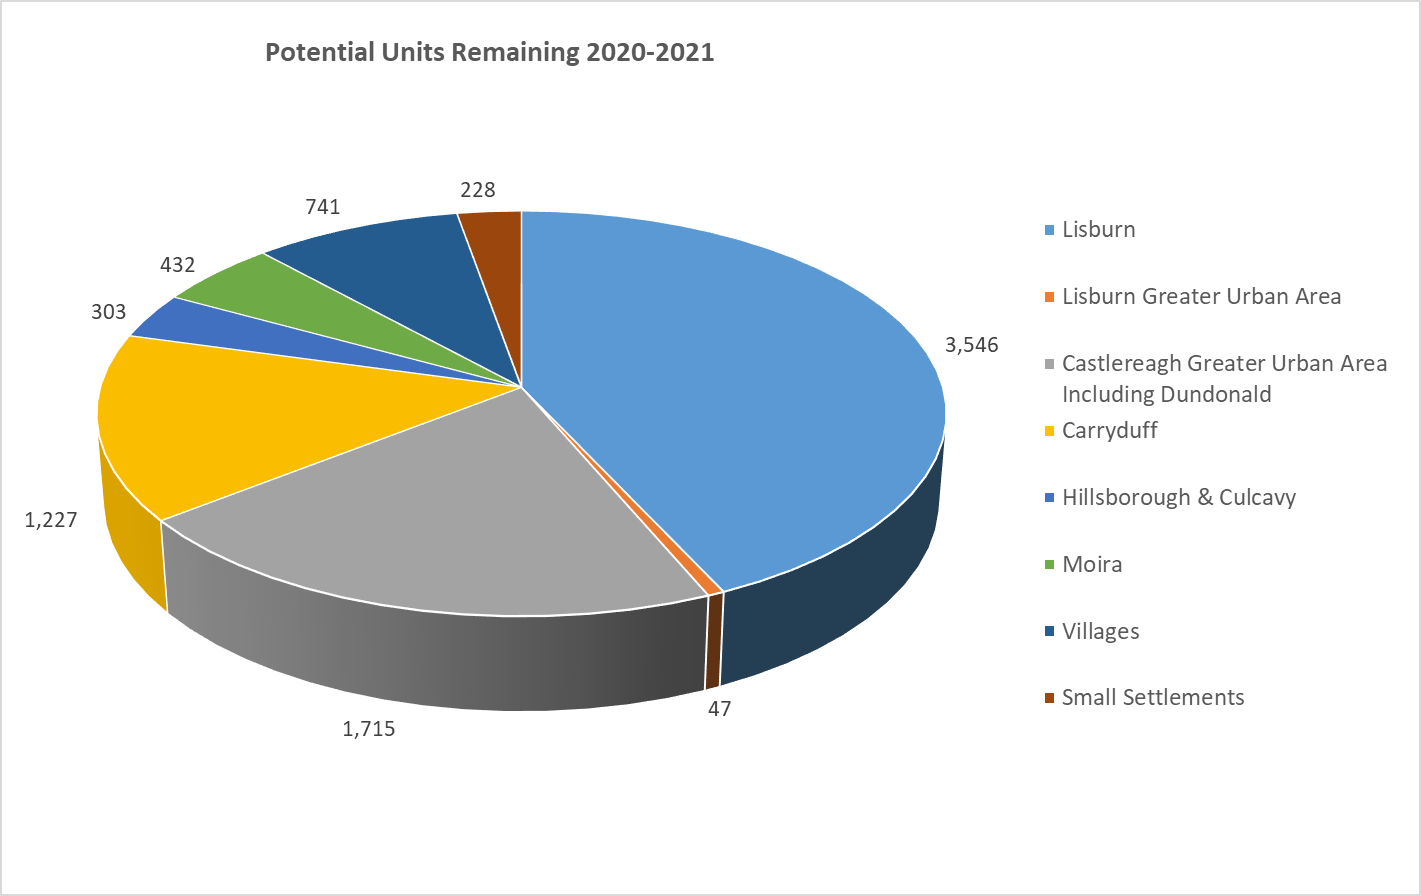 Potential Units Remaining 2020-2021
228
741
432
303
3,546
1,227
1,715
47
Lisburn
Lisburn Greater Urban Area
Castlereagh Greater Urban Area
Including Dundonald
Carryduff
Hillsborough & Culcavy
Moira
Villages
Small Settlements